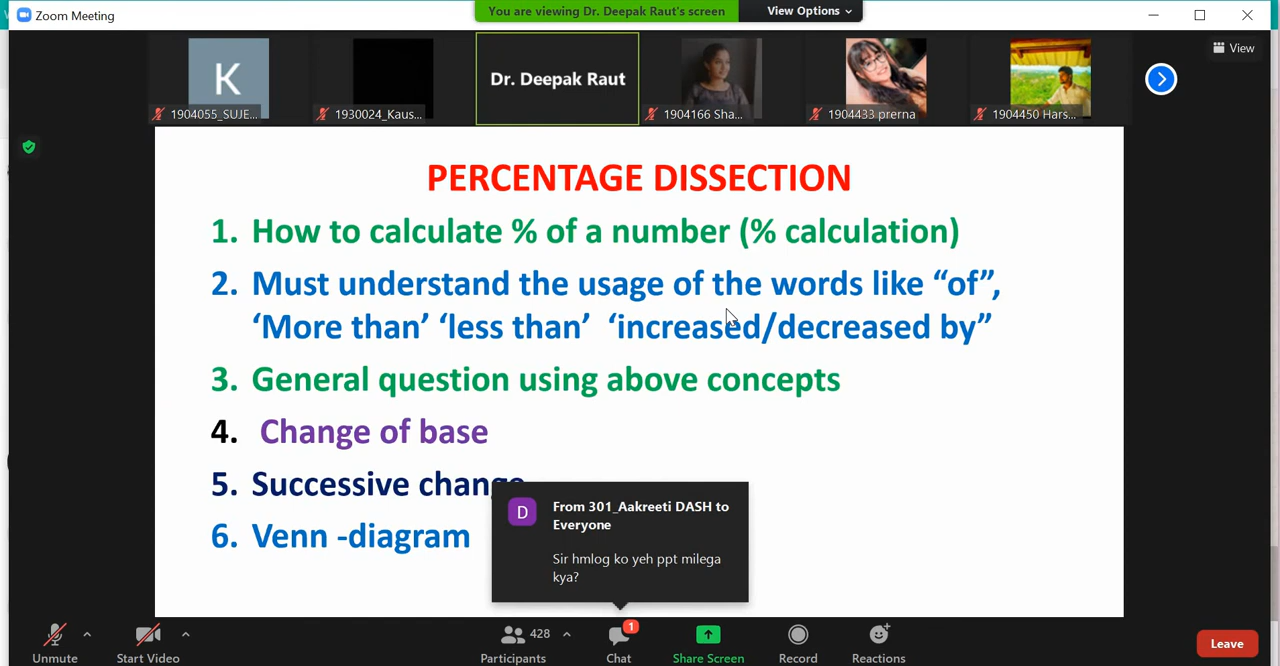 Zoom Meeting
You are viewing Dr. Deepak Raut's screen
View Options
View
K
1904055_SUJE...
1930024_Kaus...
Dr. Deepak Raut
1904166 Sha...
1904433 prerna
1904450 Hars...
PERCENTAGE DISSECTION
1. How to calculate % of a number (% calculation)
2. Must understand the usage of the words like “of”,
‘More than’ ‘less than’ ‘increased/decreased by”
3. General question using above concepts
4. Change of base
5. Successive change
6. Venn -diagram
D
From 301_Aakreeti DASH to
Everyone
Sir hmlog ko yeh ppt milega
kya?
Unmute
Start Video
428
Participants
1
Chat
Share Screen
Record
Reactions
Leave